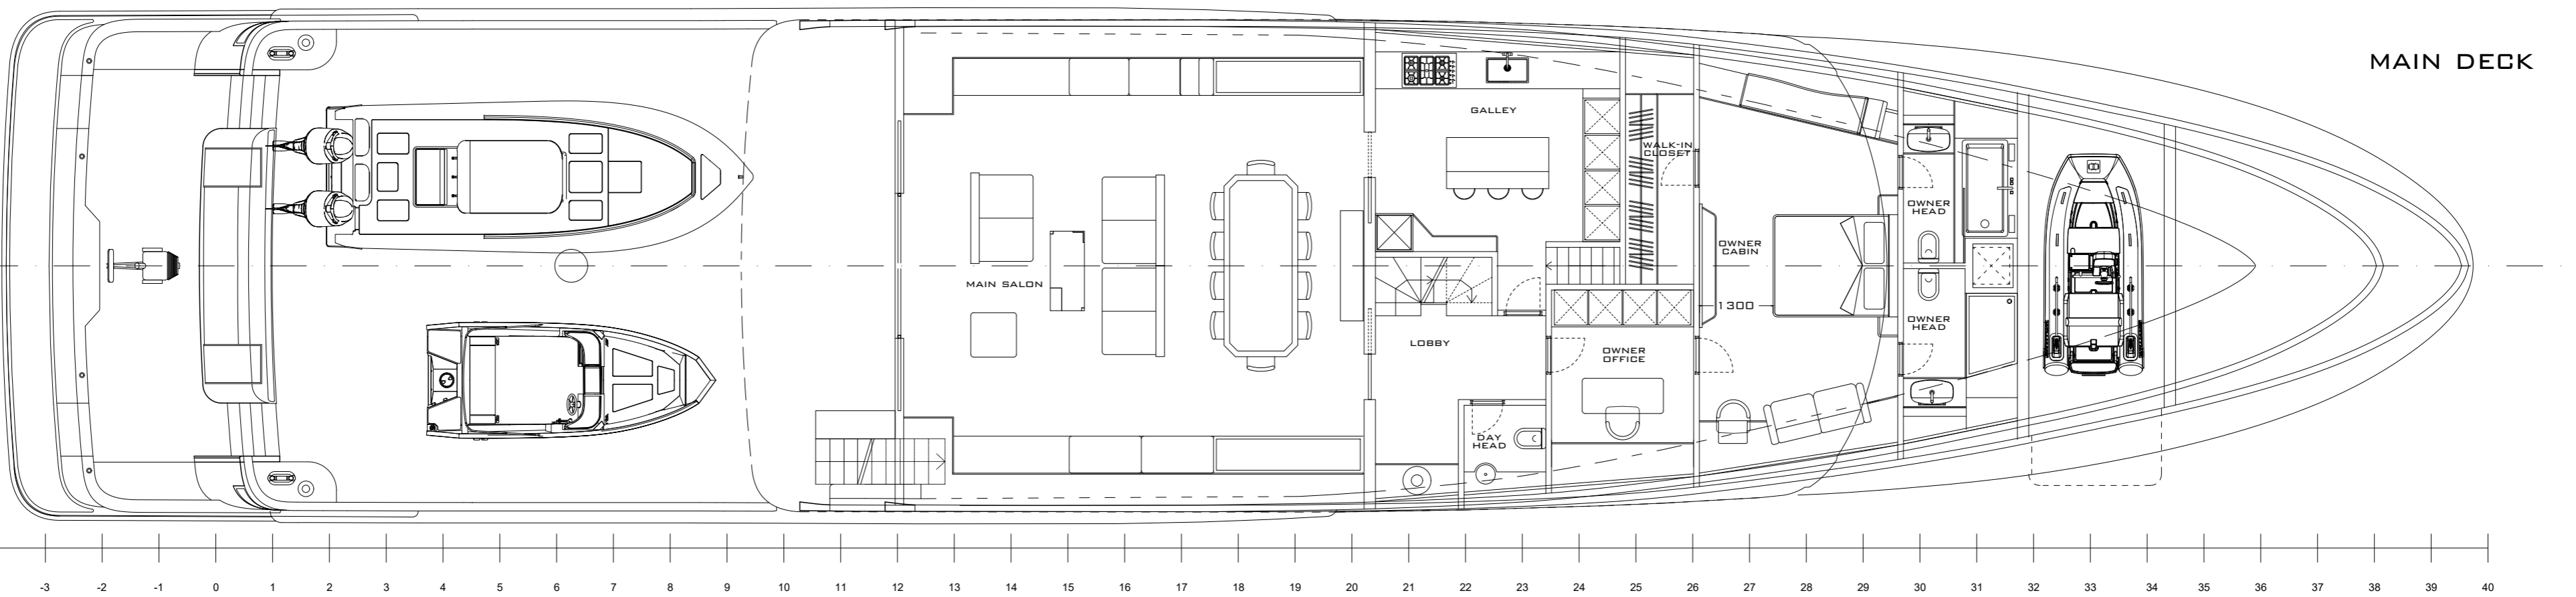 MAIN DECK
GALLEY
WALK-IN
CLOSET
OWNER
HEAD
OWNER
CABIN
MAIN SALON
1300
OWNER
HEAD
LOBBY
OWNER
OFFICE
DAY
HEAD
-3 -2 -1 0 1 2 3 4 5 6 7 8 9 10 11 12 13 14 15 16 17 18 19 20 21 22 23 24 25 26 27 28 29 30 31 32 33 34 35 36 37 38 39 40